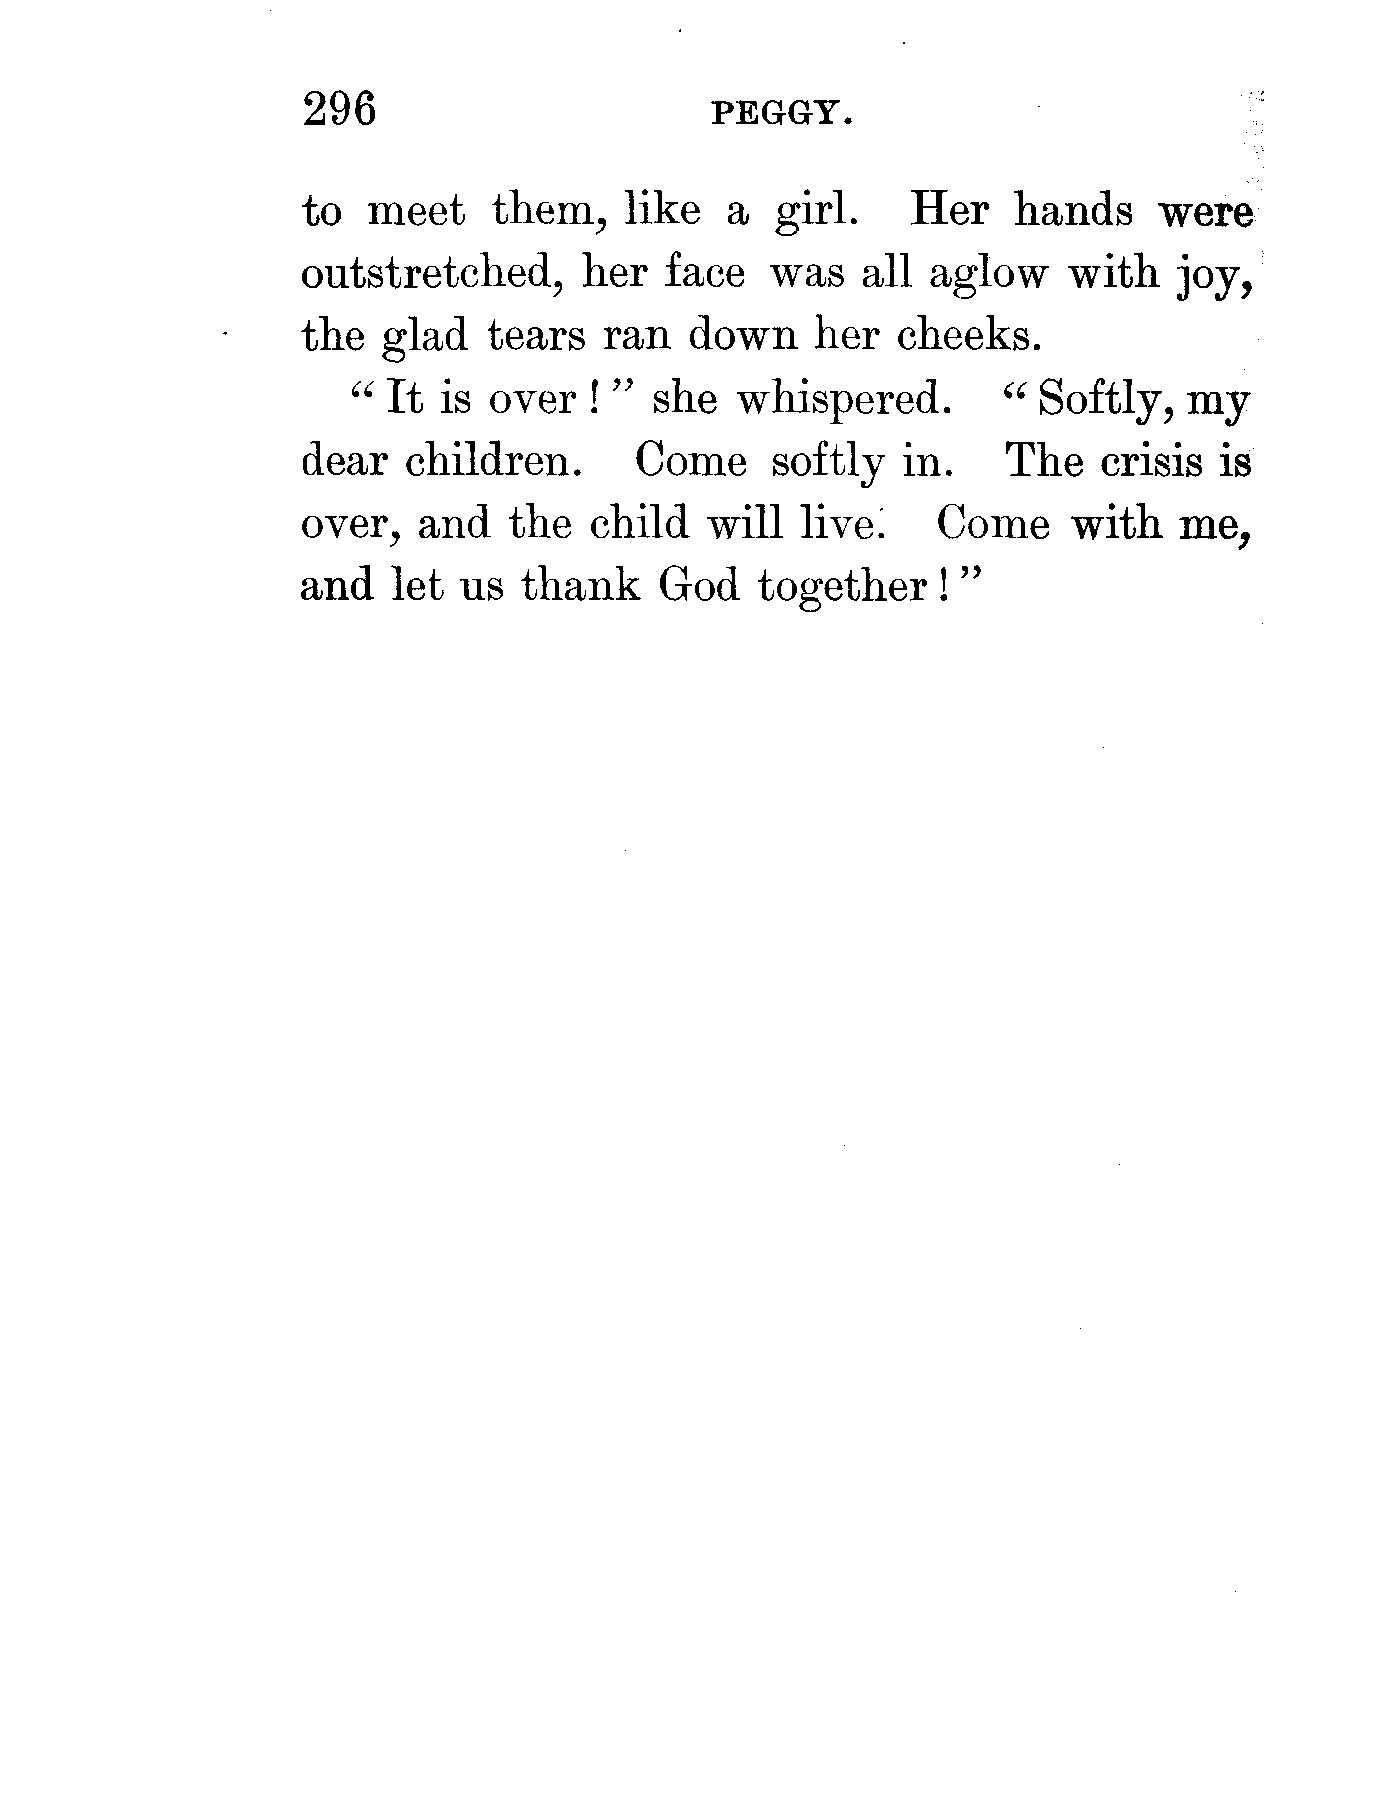 296 PEGGY.
to meet them, like a girl. Her hands were
outstretched, her face was all aglow with joy,
the glad tears ran down her cheeks.
“ It is over ! ” she whispered. “ Softly, my
dear children. Come softly in. The crisis is
over, and the child will live. Come with me,
and let us thank God together ! ”